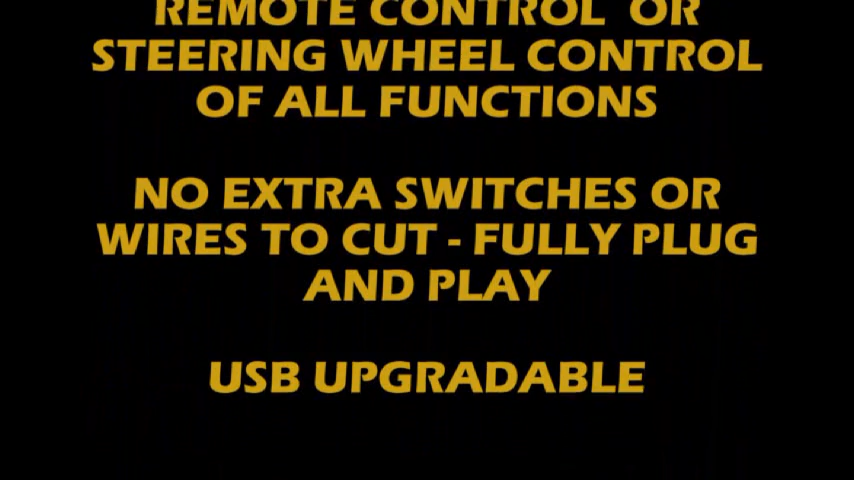 REMOTE CONTROL OR
STEERING WHEEL CONTROL
OF ALL FUNCTIONS
NO EXTRA SWITCHES OR
WIRES TO CUT - FULLY PLUG
AND PLAY
USB UPGRADABLE